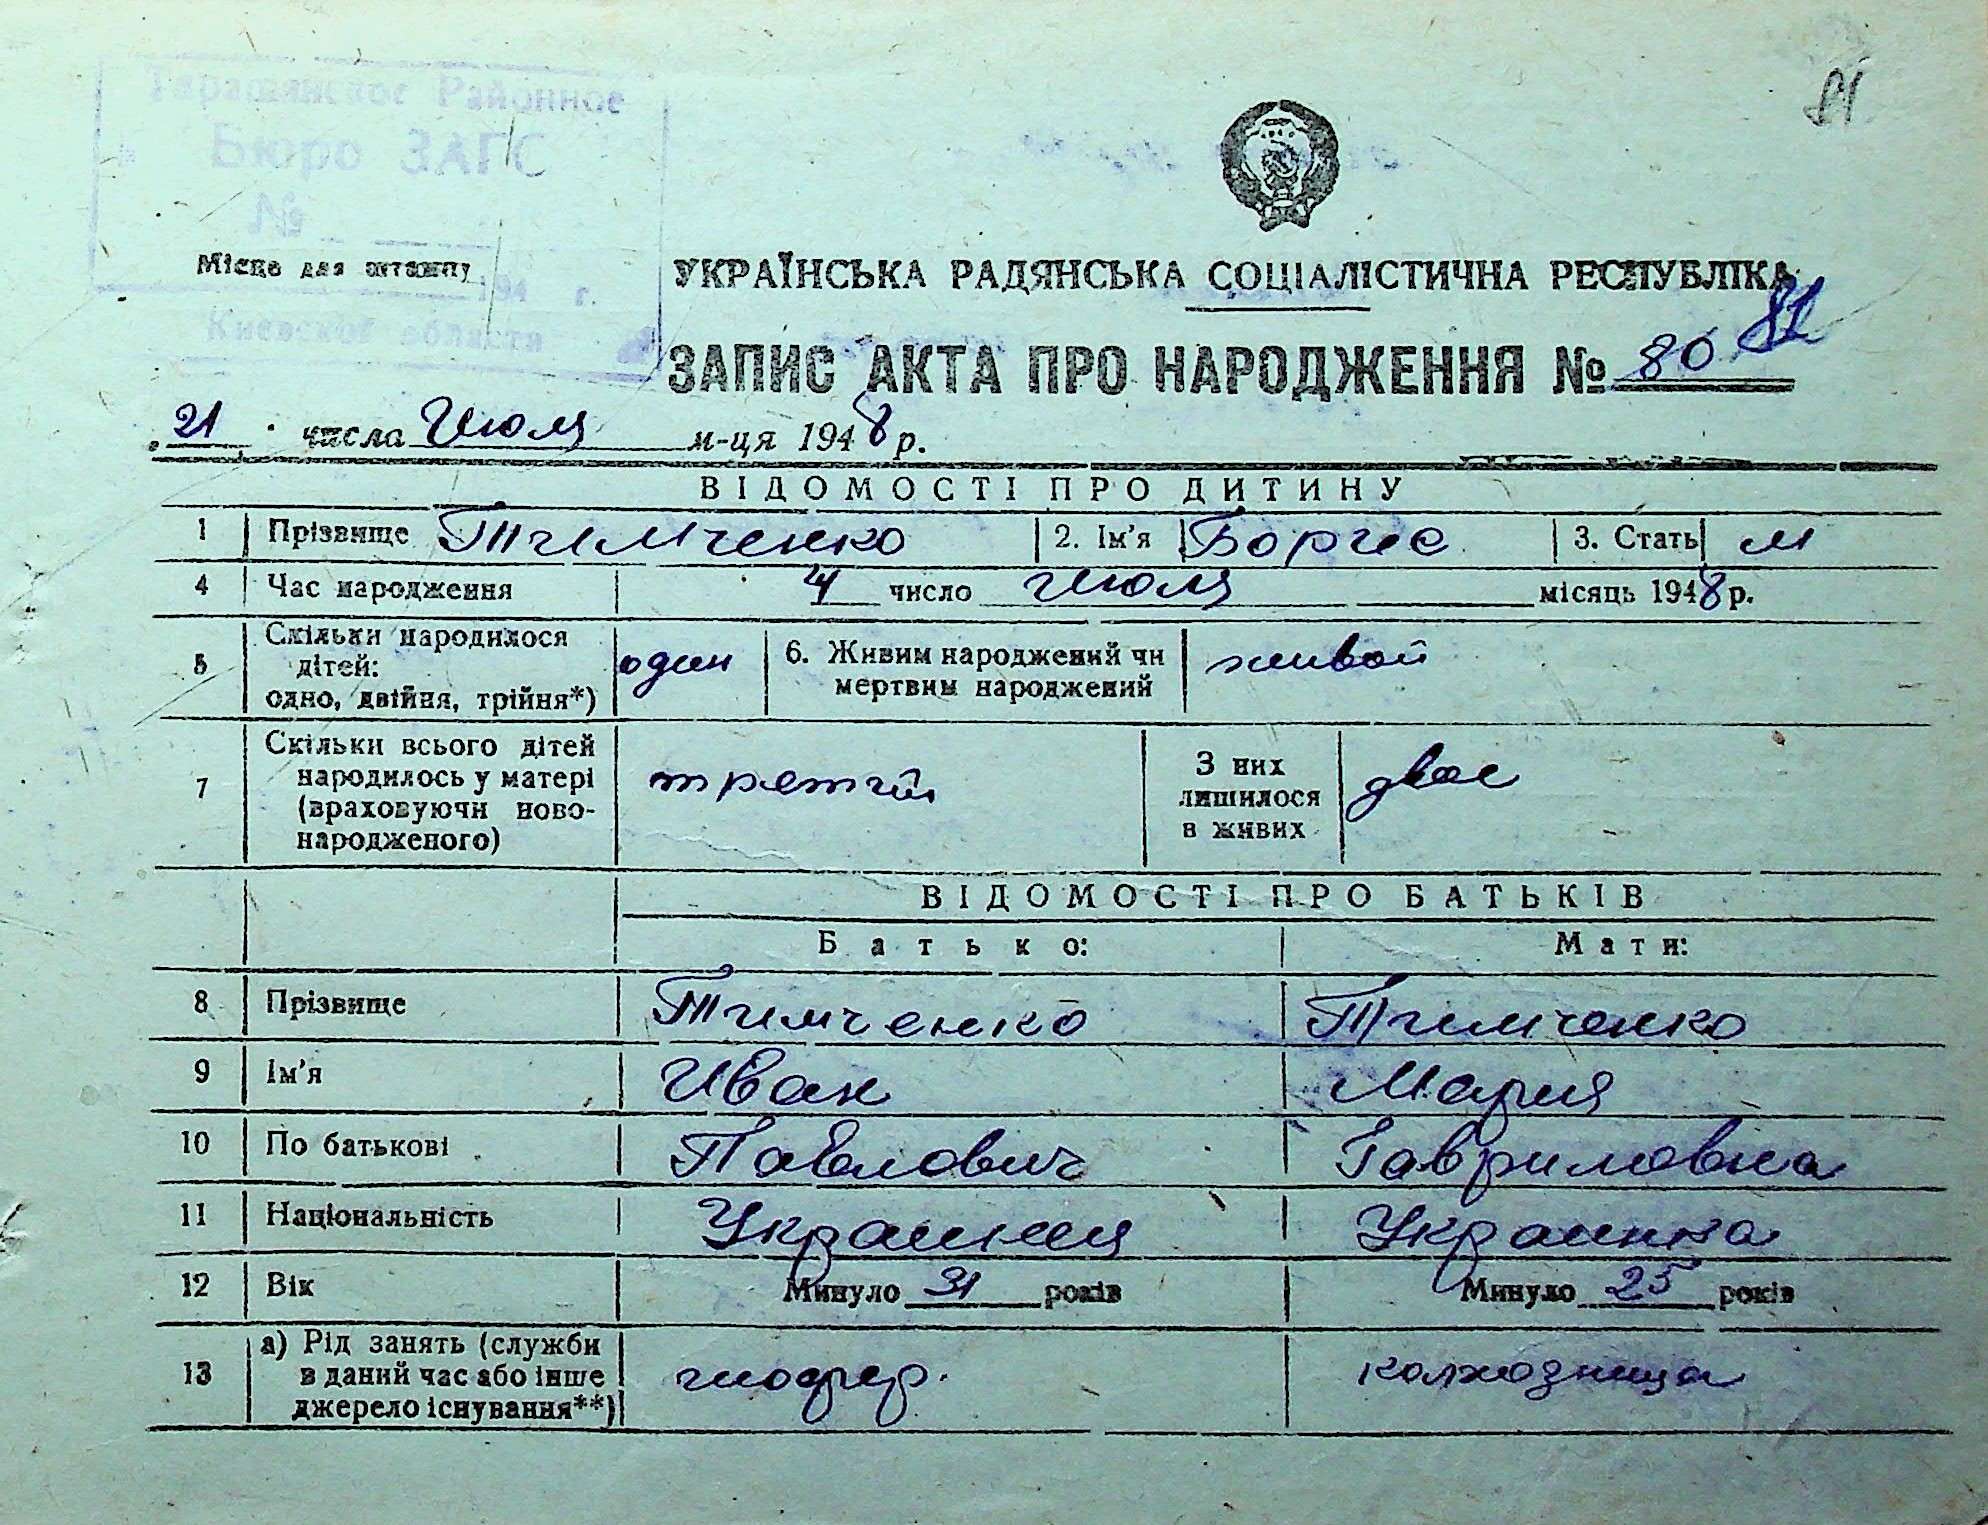 Таращянское Районное
Бюро ЗАГС
№
Місце для штампу
194 г.
Киевской области
УКРАЇНСЬКА РАДЯНСЬКА СОЦІАЛІСТИЧНА РЕСПУБЛІКА
ЗАПИС АКТА ПРО НАРОДЖЕННЯ № 80
21 числа Июля м-ця 1948 р.
ВІДОМОСТІ ПРО ДИТИНУ
1 Прізвище Тимченко 2. Ім'я Борис 3. Стать м
4 Час народження 4 число Июля місяць 1948 р.
5 Скільки народилося дітей: одно, двійня, трійня*) один 6. Живим народжений чи мертвим народжений живой
7 Скільки всього дітей народилось у матері (враховуючи новонародженого) третий З них лишилося в живих двое
ВІДОМОСТІ ПРО БАТЬКІВ
Батько: Мати:
8 Прізвище Тимченко Тимченко
9 Ім'я Иван Мария
10 По батькові Павлович Гавриловна
11 Національність Украинец Украинка
12 Вік Минуло 31 років Минуло 25 років
13 а) Рід занять (служби в даний час або інше джерело існування**) шофер. колхозница